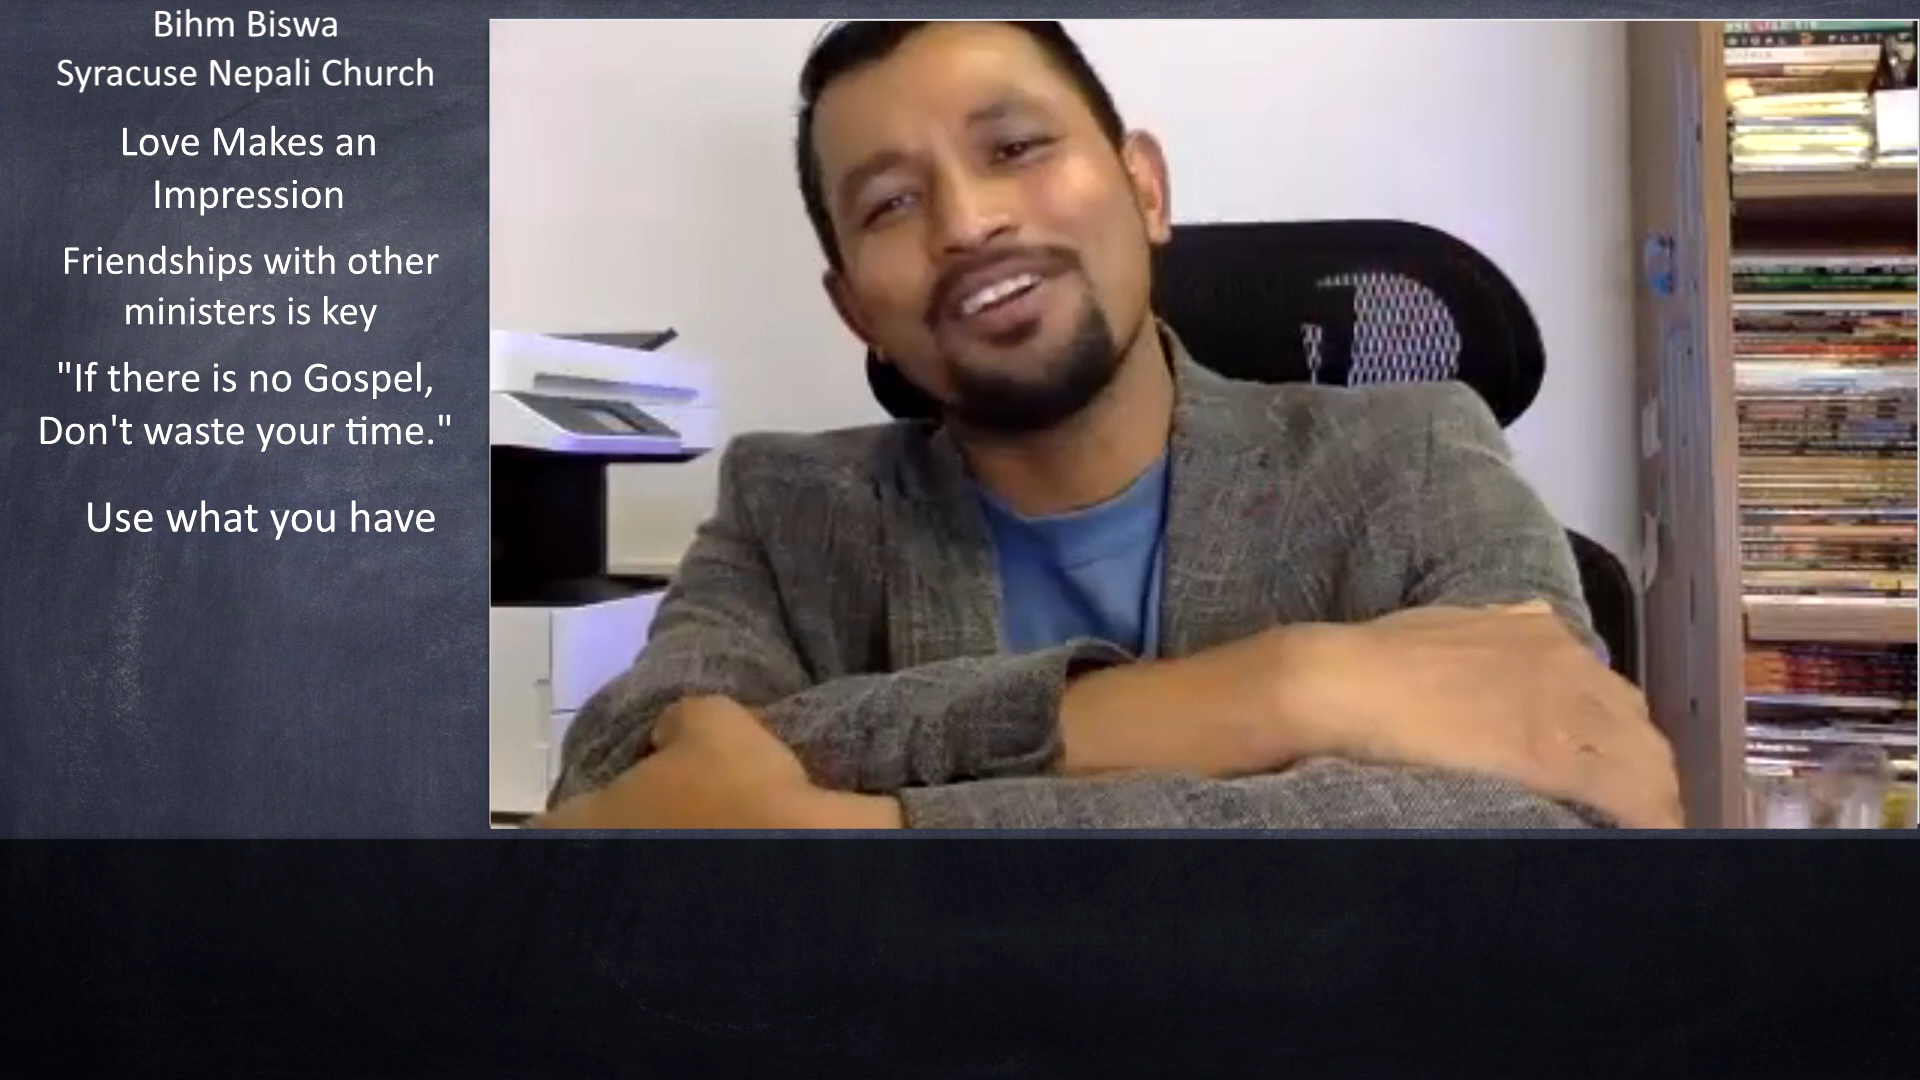 Bihm Biswa
Syracuse Nepali Church
Love Makes an
Impression
Friendships with other
ministers is key
"If there is no Gospel,
Don't waste your time."
Use what you have